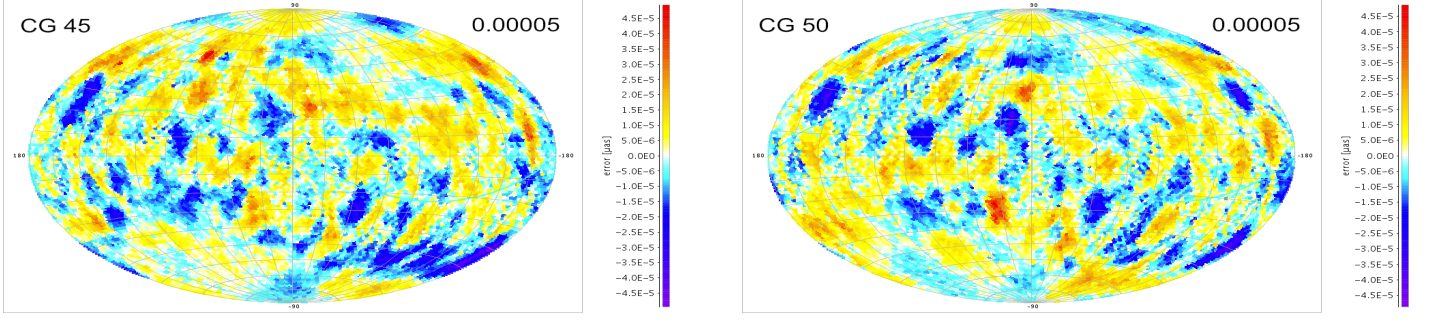 CG 45
0.00005
90
180
-180
-90
4.5E-5
4.0E-5
3.5E-5
3.0E-5
2.5E-5
2.0E-5
1.5E-5
1.0E-5
5.0E-6
0.0E0
-5.0E-6
-1.0E-5
-1.5E-5
-2.0E-5
-2.5E-5
-3.0E-5
-3.5E-5
-4.0E-5
-4.5E-5
error [µas]
CG 50
0.00005
90
180
-180
-90
4.5E-5
4.0E-5
3.5E-5
3.0E-5
2.5E-5
2.0E-5
1.5E-5
1.0E-5
5.0E-6
0.0E0
-5.0E-6
-1.0E-5
-1.5E-5
-2.0E-5
-2.5E-5
-3.0E-5
-3.5E-5
-4.0E-5
-4.5E-5
error [µas]